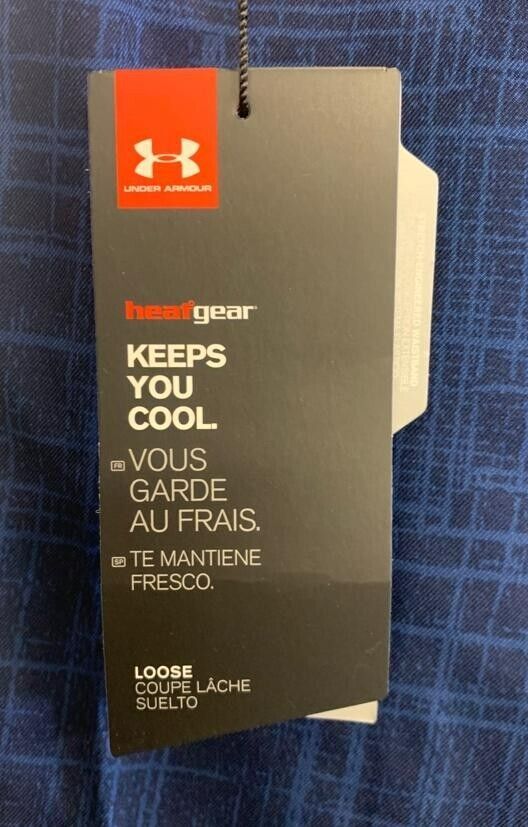 UNDER ARMOUR
heatgear®
KEEPS
YOU
COOL.
FR VOUS
GARDE
AU FRAIS.
SP TE MANTIENE
FRESCO.
LOOSE
COUPE LÂCHE
SUELTO